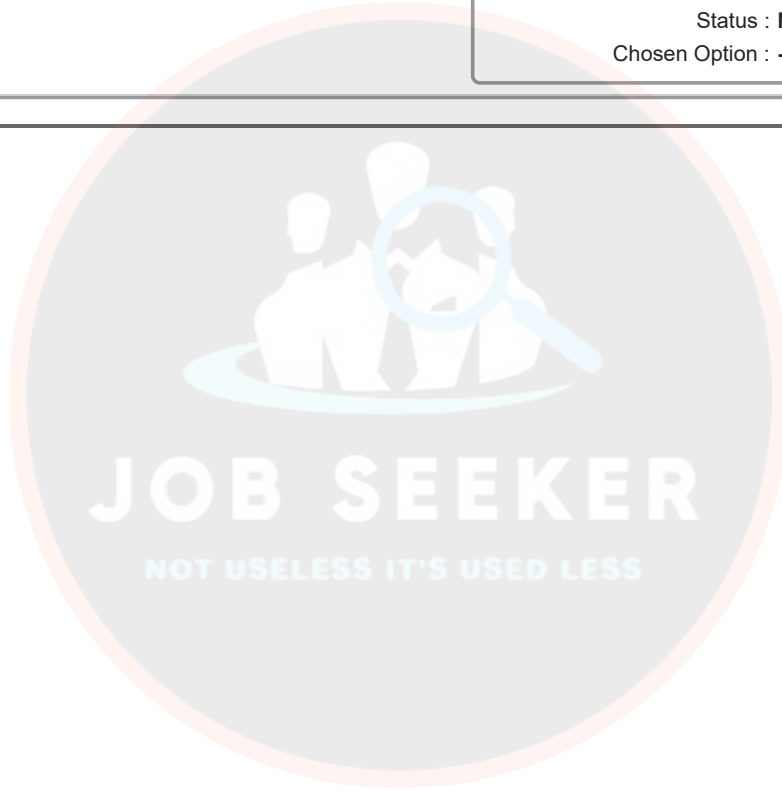 Status :
Chosen Option : -
JOB SEEKER
NOT USELESS IT'S USED LESS